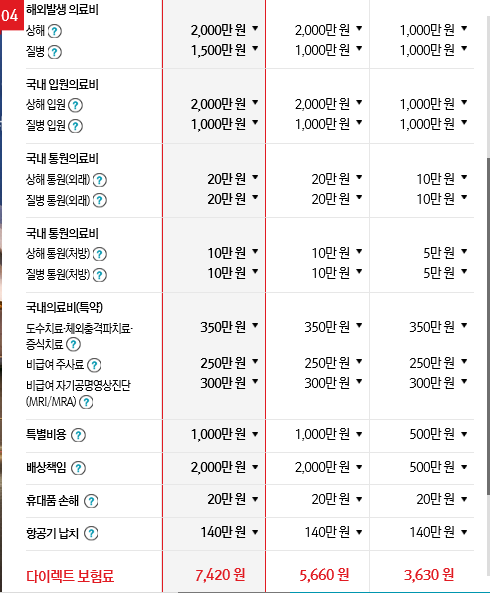 04
해외발생 의료비
상해 ? 2,000만 원 ▼ 2,000만 원 ▼ 1,000만 원 ▼
질병 ? 1,500만 원 ▼ 1,000만 원 ▼ 1,000만 원 ▼
국내 입원의료비
상해 입원 ? 2,000만 원 ▼ 2,000만 원 ▼ 1,000만 원 ▼
질병 입원 ? 1,000만 원 ▼ 1,000만 원 ▼ 1,000만 원 ▼
국내 통원의료비
상해 통원(외래) ? 20만 원 ▼ 20만 원 ▼ 10만 원 ▼
질병 통원(외래) ? 20만 원 ▼ 20만 원 ▼ 10만 원 ▼
국내 통원의료비
상해 통원(처방) ? 10만 원 ▼ 10만 원 ▼ 5만 원 ▼
질병 통원(처방) ? 10만 원 ▼ 10만 원 ▼ 5만 원 ▼
국내의료비(특약)
도수치료·체외충격파치료· 350만 원 ▼ 350만 원 ▼ 350만 원 ▼
증식치료 ?
비급여 주사료 ? 250만 원 ▼ 250만 원 ▼ 250만 원 ▼
비급여 자기공명영상진단 300만 원 ▼ 300만 원 ▼ 300만 원 ▼
(MRI/MRA) ?
특별비용 ? 1,000만 원 ▼ 1,000만 원 ▼ 500만 원 ▼
배상책임 ? 2,000만 원 ▼ 2,000만 원 ▼ 500만 원 ▼
휴대품 손해 ? 20만 원 ▼ 20만 원 ▼ 20만 원 ▼
항공기 납치 ? 140만 원 ▼ 140만 원 ▼ 140만 원 ▼
다이렉트 보험료 7,420 원 5,660 원 3,630 원